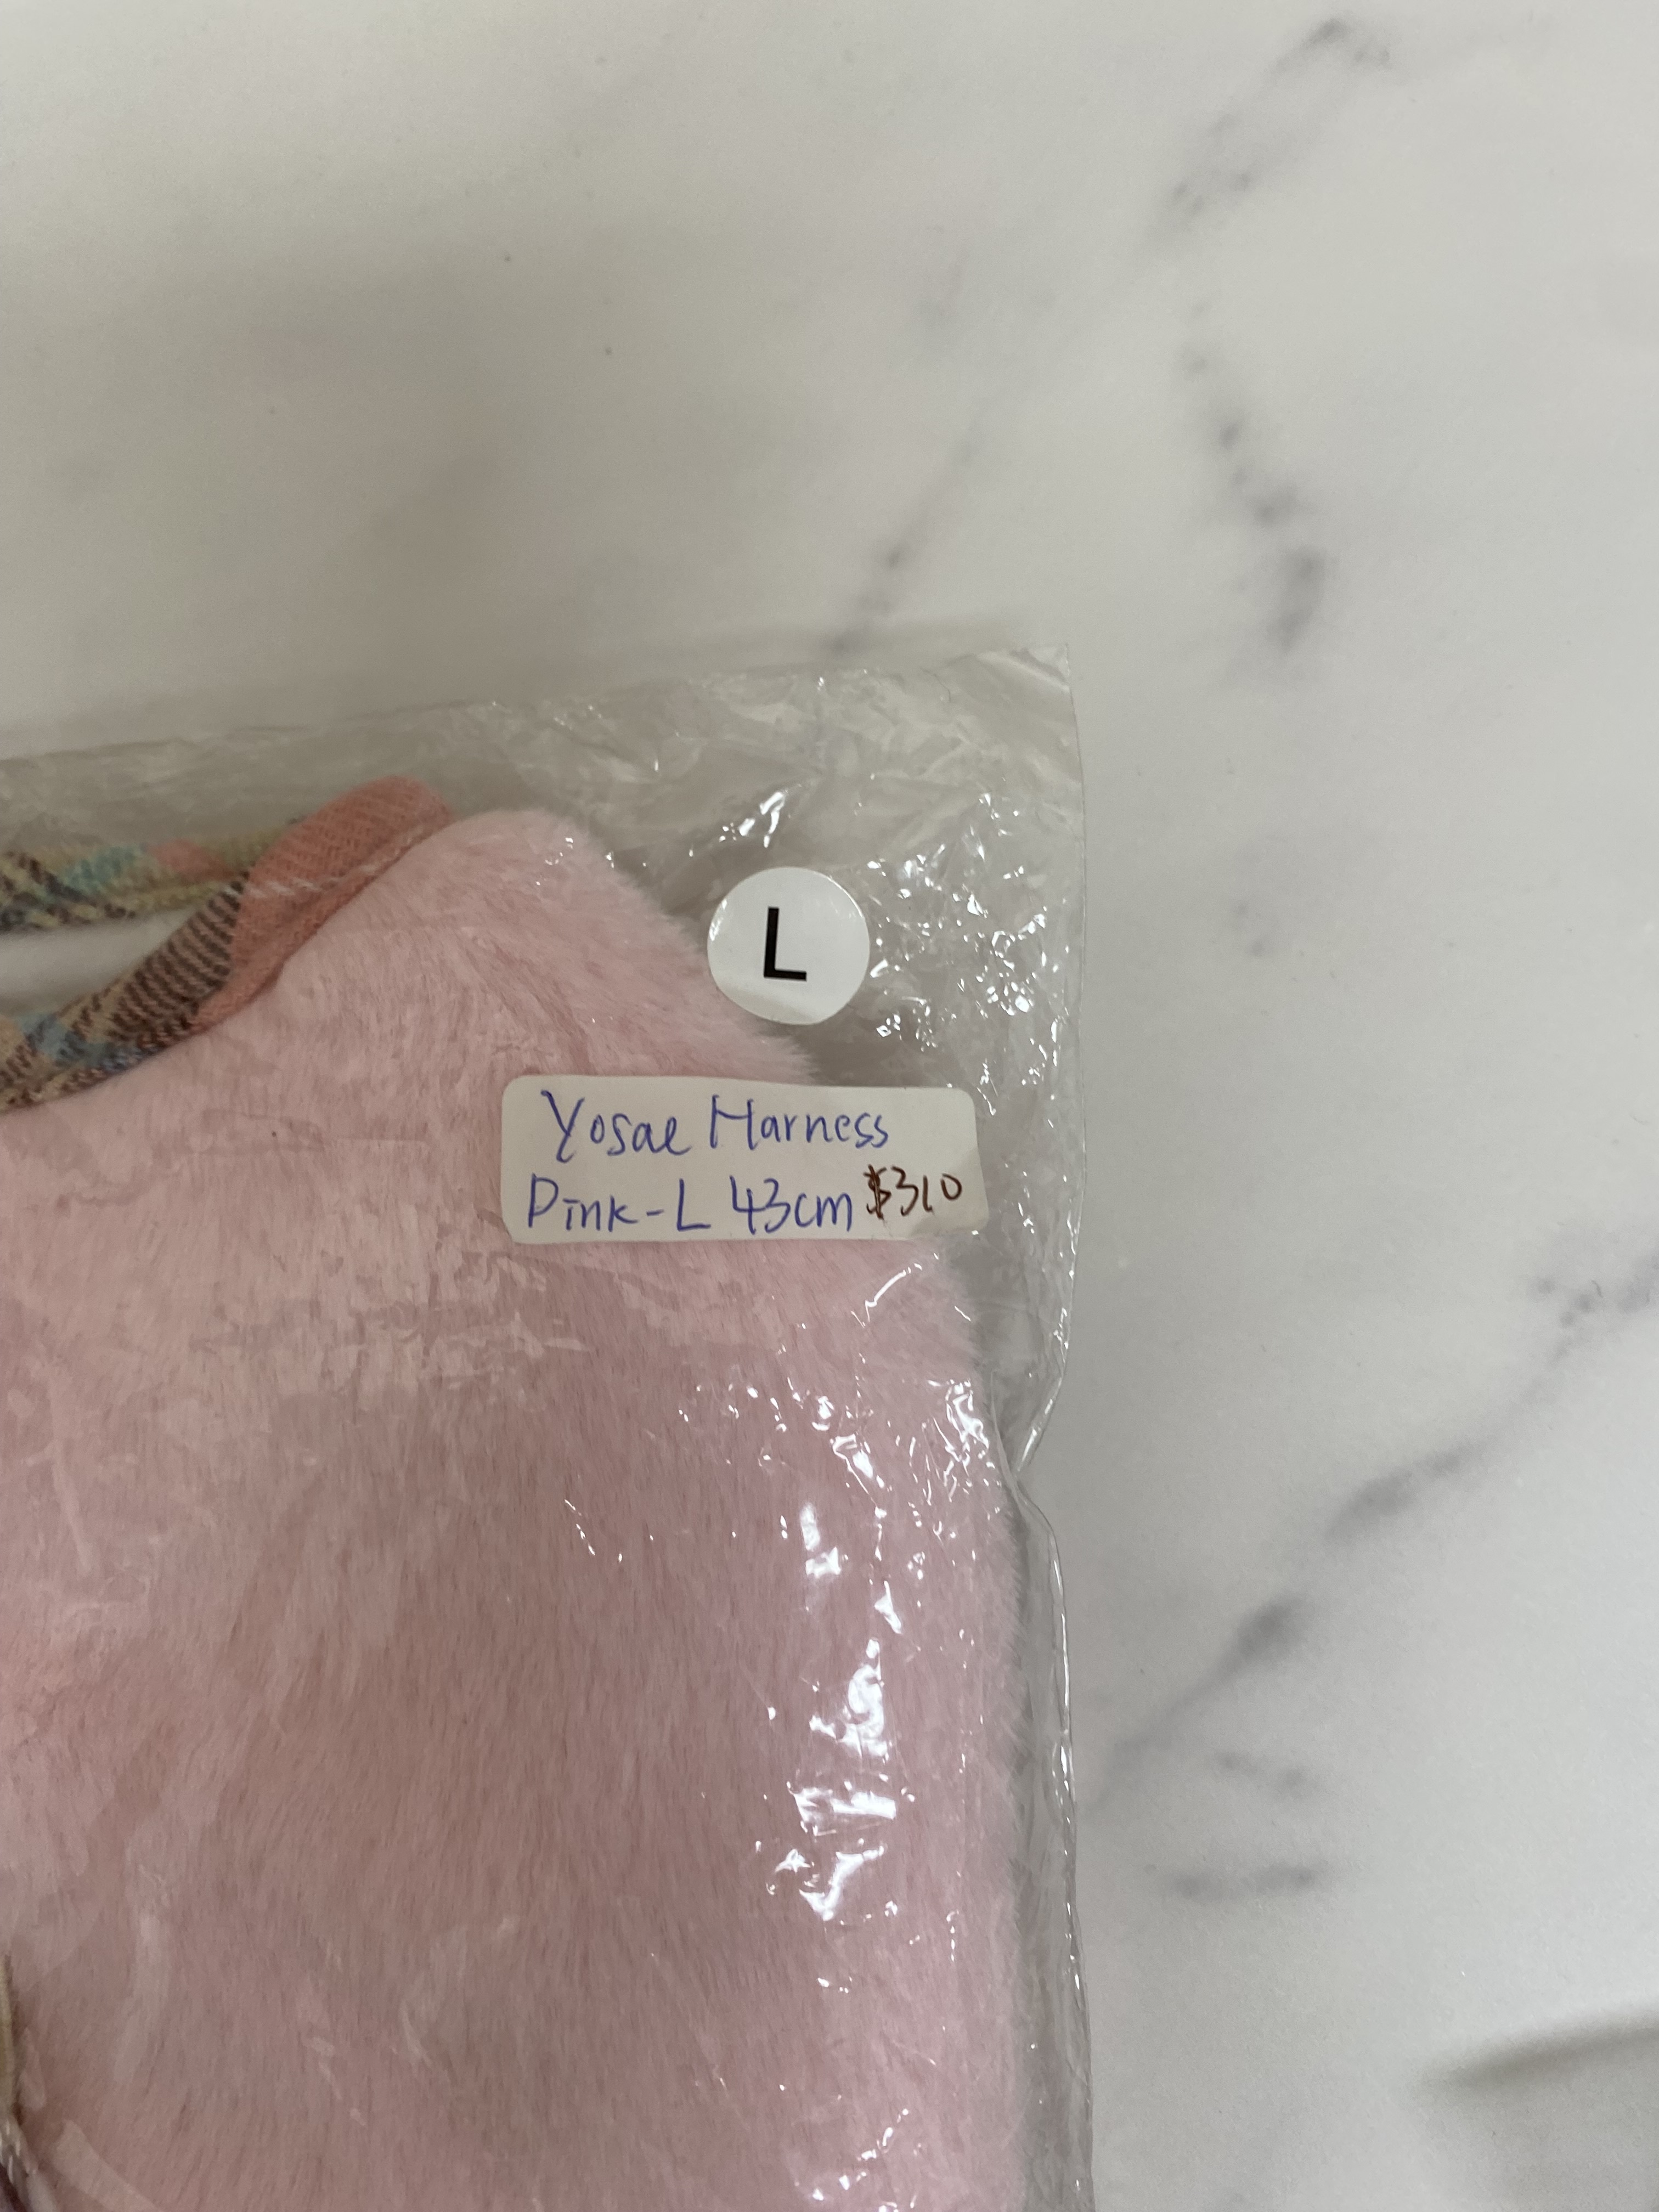 L
Yosae Harness
Pink-L 43cm $310